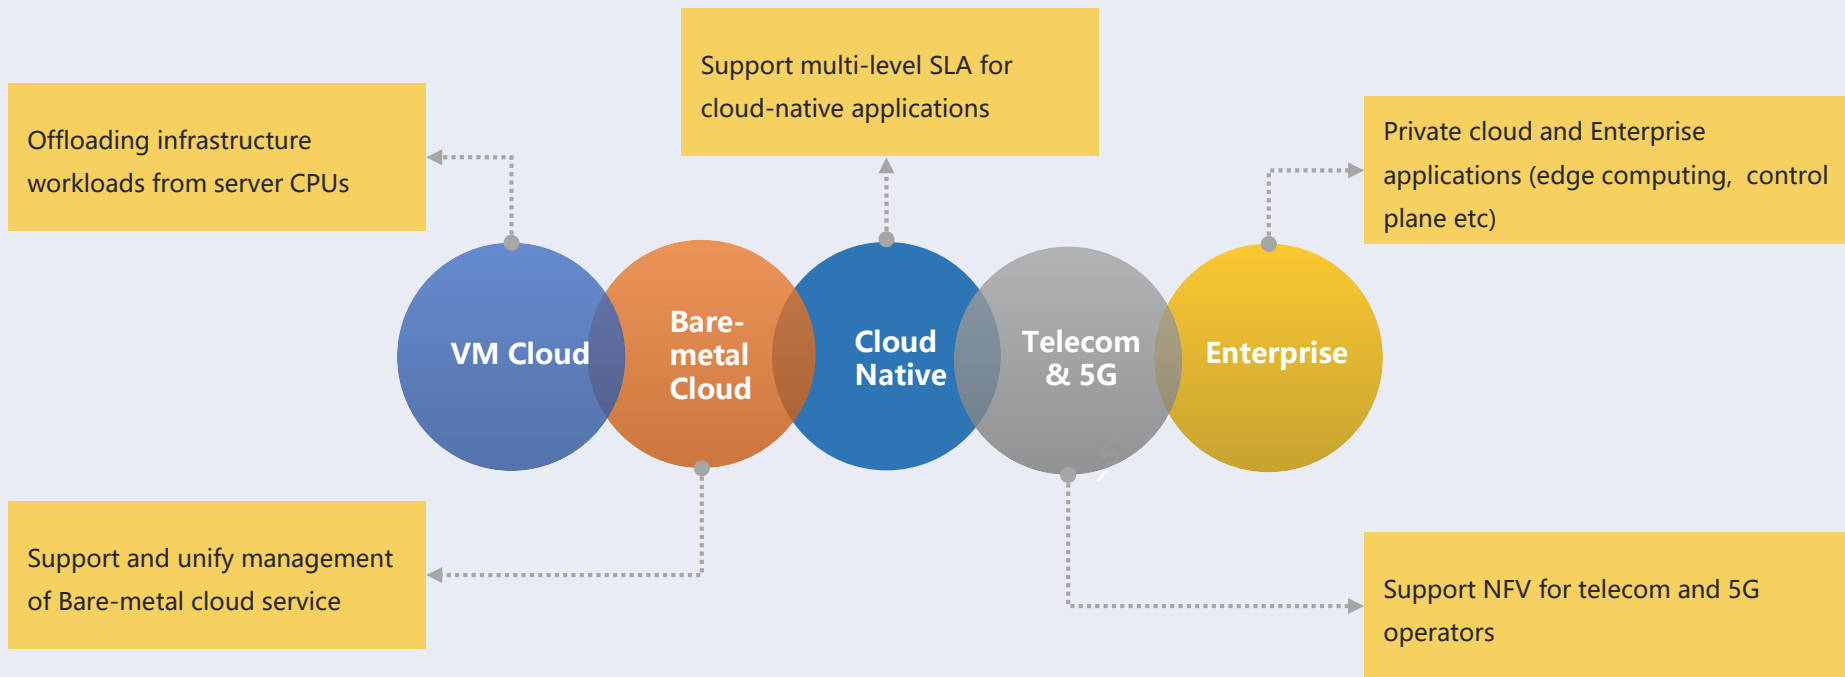 Support multi-level SLA for
cloud-native applications
Offloading infrastructure
workloads from server CPUs
Private cloud and Enterprise
applications (edge computing,  control
plane etc)
VM Cloud
Bare-
metal
Cloud
Cloud
Native
Telecom
& 5G
Enterprise
Support and unify management
of Bare-metal cloud service
Support NFV for telecom and 5G
operators